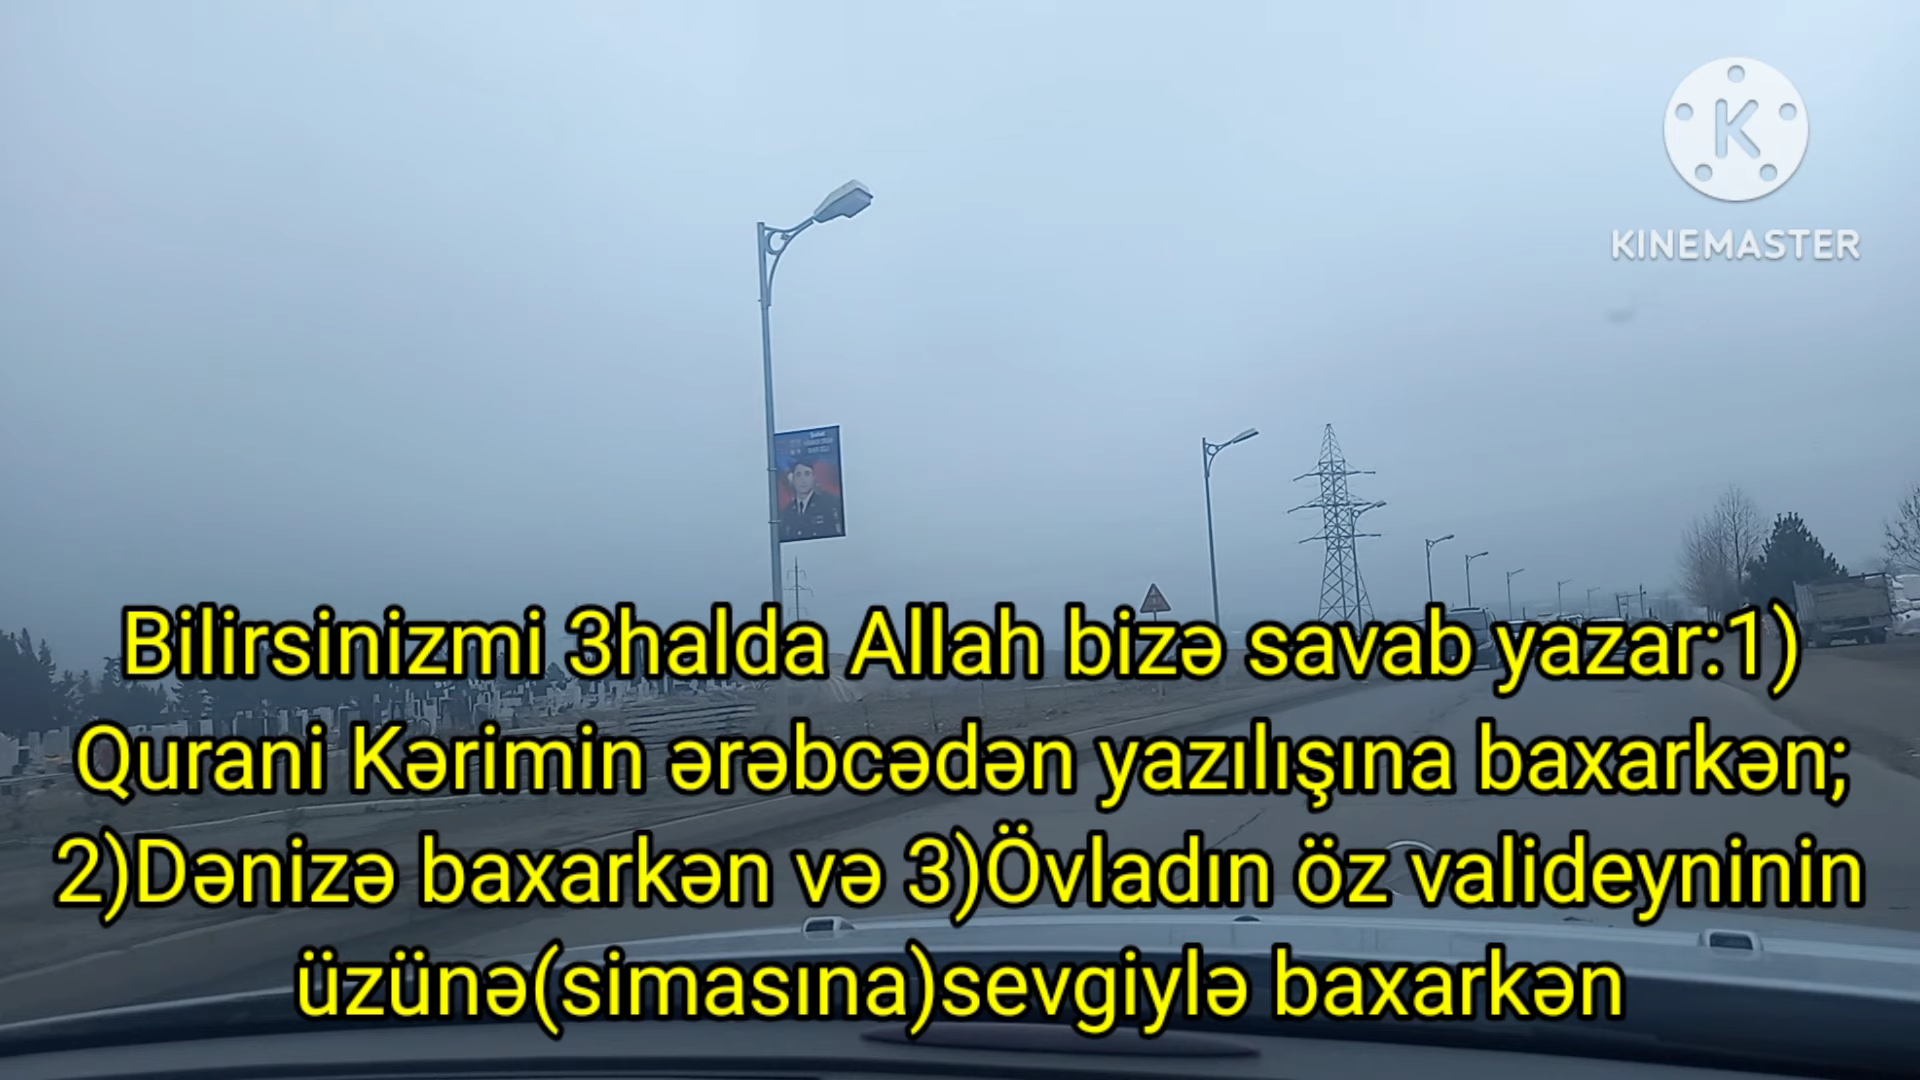 KINEMASTER
Bilirsinizmi 3halda Allah bizə savab yazar:1)
Qurani Kərimin ərəbcədən yazılışına baxarkən;
2)Dənizə baxarkən və 3)Övladın öz valideyninin
üzünə(simasına)sevgiylə baxarkən